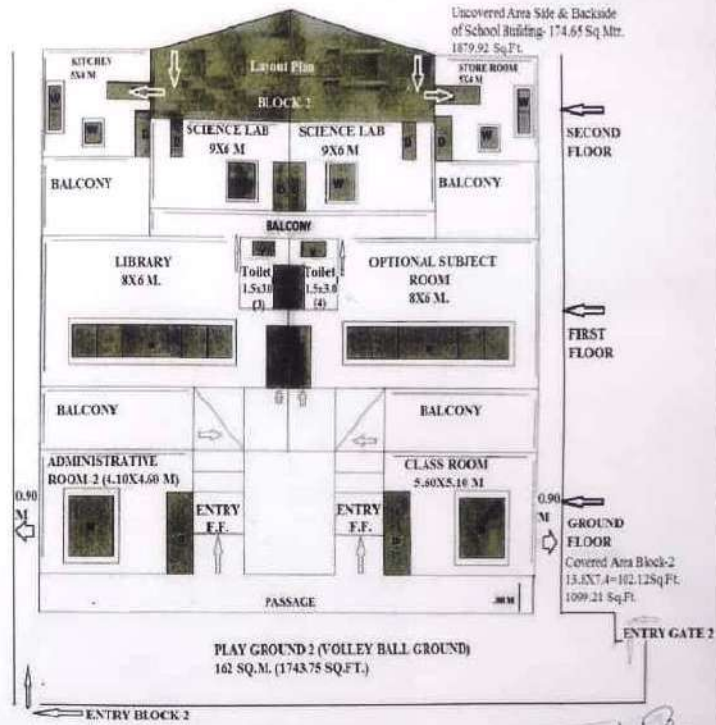 Uncovered Area Side & Backside
of School Building- 174.65 Sq Mtr.
1879.92 Sq.Ft.
KITCHEN
5X4 M
Layout Plan
BLOCK 2
STORE ROOM
5X4 M
W
W
D
D
SCIENCE LAB
9X6 M
SCIENCE LAB
9X6 M
D
D
W
W
W
D
SECOND
FLOOR
BALCONY
BALCONY
BALCONY
LIBRARY
8X6 M.
Toilet
1.5x3.0
(3)
Toilet
1.5x3.0
(4)
OPTIONAL SUBJECT
ROOM
8X6 M.
FIRST
FLOOR
BALCONY
BALCONY
ADMINISTRATIVE
ROOM-2 (4.10X4.60 M)
CLASS ROOM
5.60X5.10 M
0.90
M
ENTRY
F.F.
ENTRY
F.F.
0.90
M
GROUND
FLOOR
Covered Area Block-2
13.8X7.4=102.12Sq.Ft.
1099.21 Sq.Ft.
PASSAGE
ENTRY GATE 2
PLAY GROUND 2 (VOLLEY BALL GROUND)
162 SQ.M. (1743.75 SQ.FT.)
ENTRY BLOCK 2